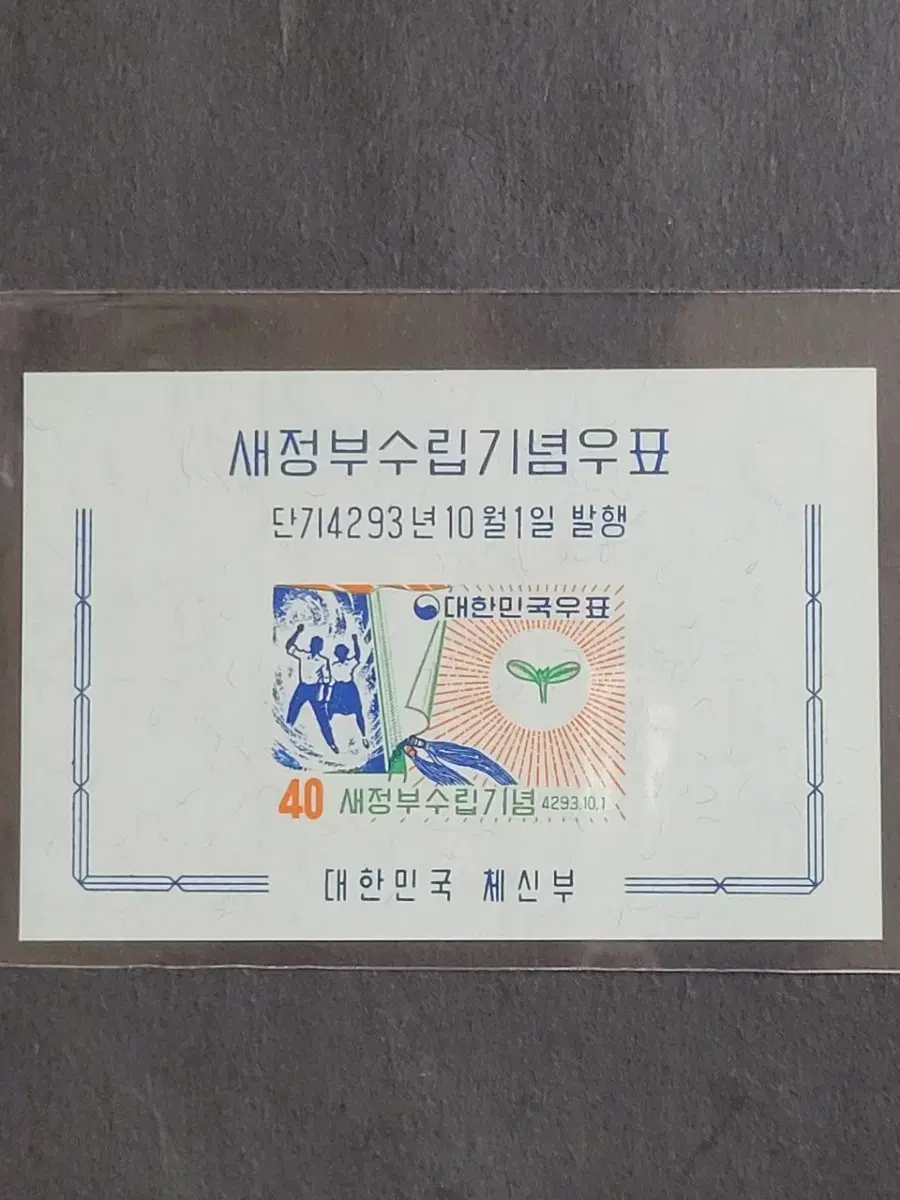 새정부수립기념우표
단기4293년10월1일 발행
대한민국우표
40 새정부수립기념 4293.10.1
대한민국 체신부